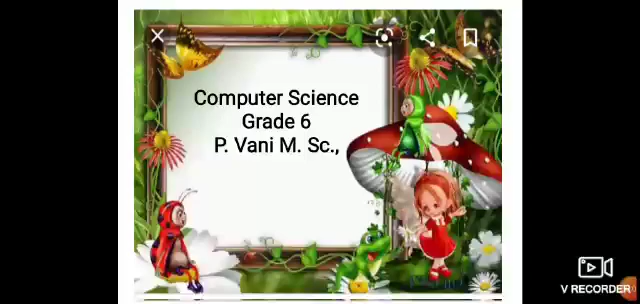 Computer Science
Grade 6
P. Vani M. Sc.,
V RECORDER